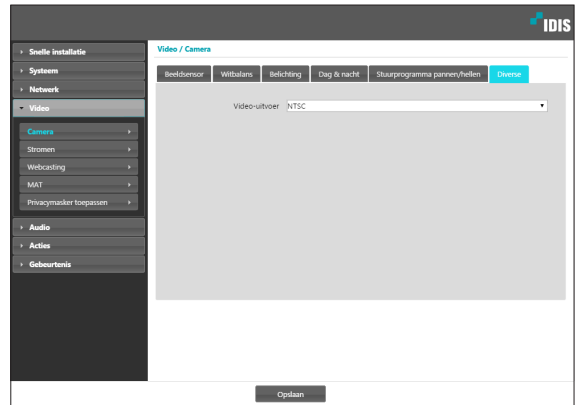 IDIS
Snelle installatie
Systeem
Netwerk
Video
Camera
Stromen
Webcasting
MAT
Privacymasker toepassen
Audio
Acties
Gebeurtenis
Video / Camera
Beeldsensor Witbalans Belichting Dag & nacht Stuurprogramma pannen/hellen Diverse
Video-uitvoer NTSC
Opslaan